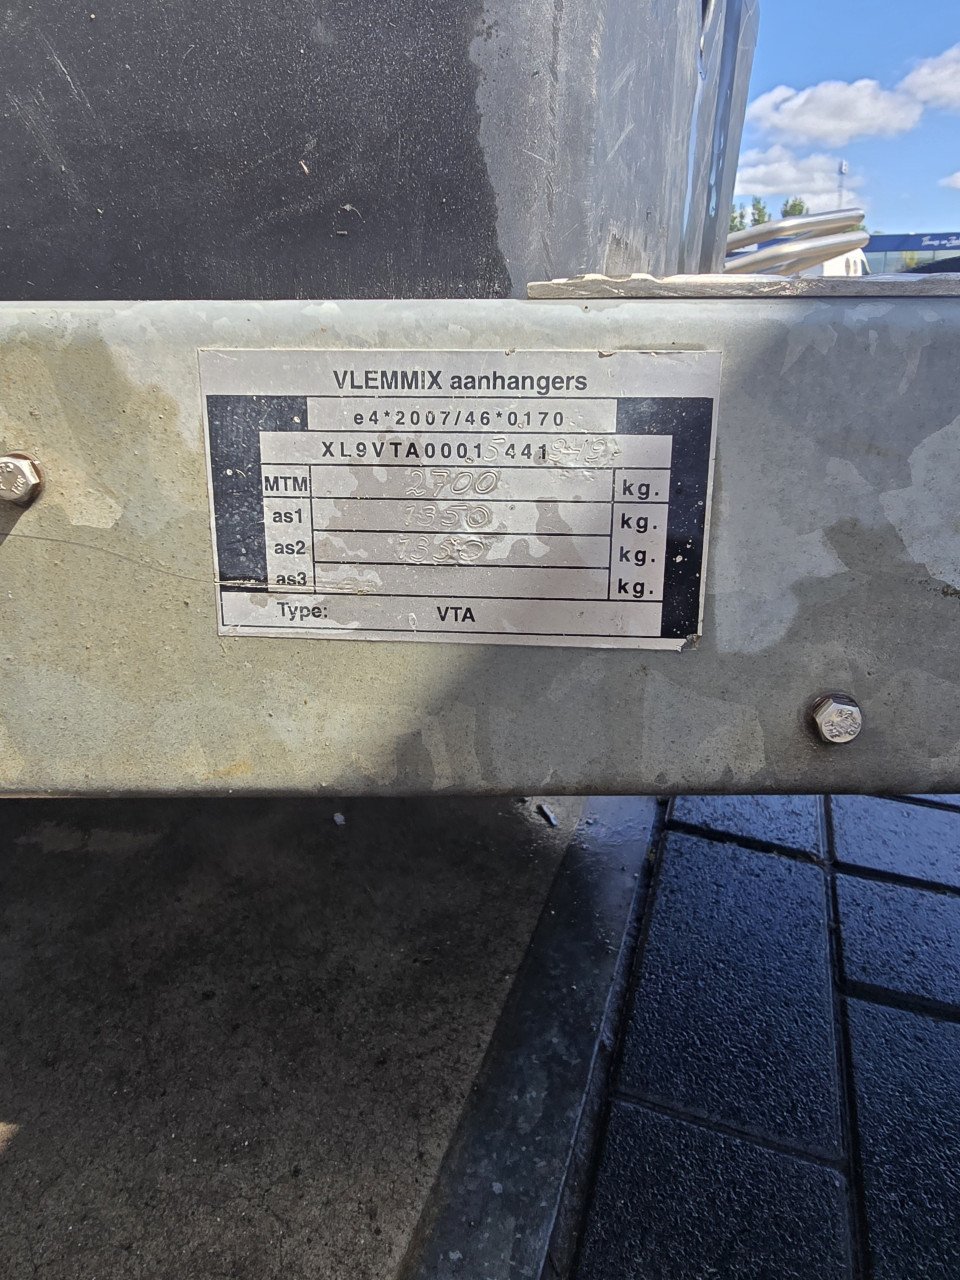 VLEMMIX aanhangers
e4*2007/46*0170
XL9VTA00015441949
MTM 2700 kg.
as1 1350 kg.
as2 1350 kg.
as3 kg.
Type: VTA